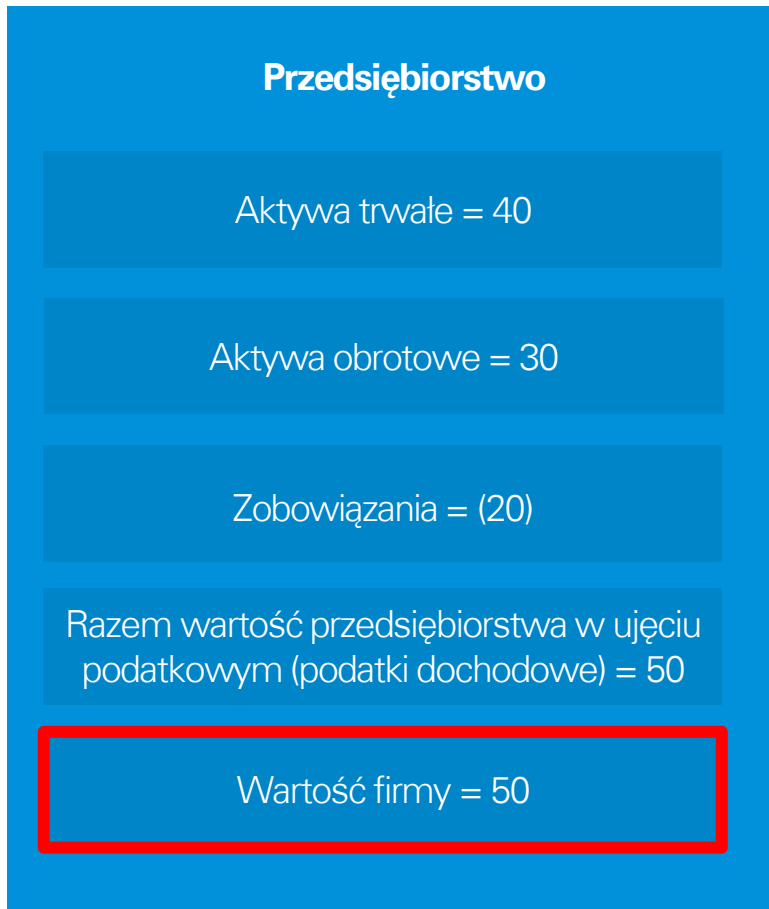 Przedsiębiorstwo
Aktywa trwałe = 40
Aktywa obrotowe = 30
Zobowiązania = (20)
Razem wartość przedsiębiorstwa w ujęciu
podatkowym (podatki dochodowe) = 50
Wartość firmy = 50